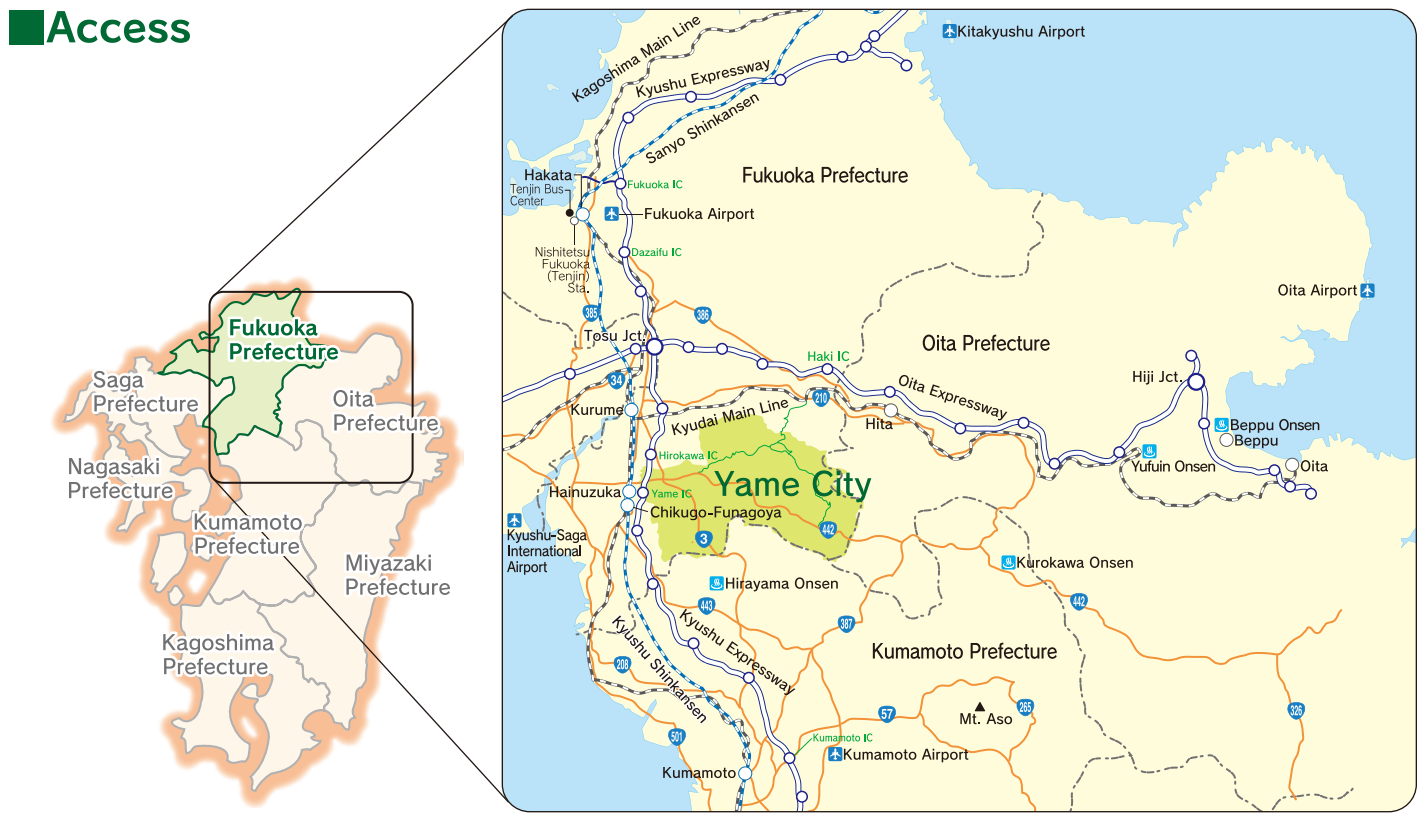 Access
Fukuoka
Prefecture
Saga
Prefecture
Oita
Prefecture
Nagasaki
Prefecture
Kumamoto
Prefecture
Miyazaki
Prefecture
Kagoshima
Prefecture
Kitakyushu Airport
Kagoshima Main Line
Kyushu Expressway
Sanyo Shinkansen
Fukuoka Prefecture
Hakata
Tenjin Bus
Center
Fukuoka IC
Fukuoka Airport
Nishitetsu
Fukuoka
(Tenjin)
Sta.
Dazaifu IC
Oita Airport
385
386
Tosu Jct.
Oita Prefecture
Haki IC
Hiji Jct.
34
Oita Expressway
210
Kurume
Kyudai Main Line
Hita
Beppu Onsen
Beppu
Hirokawa IC
Yufuin Onsen
Oita
Yame City
Hainuzuka
Yame IC
Chikugo-Funagoya
Kyushu-Saga
International
Airport
3
442
Hirayama Onsen
Kurokawa Onsen
443
442
387
Kyushu Shinkansen
Kyushu Expressway
Kumamoto Prefecture
208
57
Mt. Aso
265
326
501
Kumamoto IC
Kumamoto Airport
Kumamoto